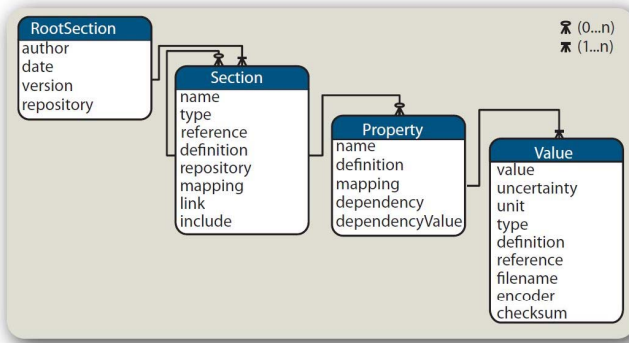 RootSection
author
date
version
repository
(0...n)
(1...n)
Section
name
type
reference
definition
repository
mapping
link
include
Property
name
definition
mapping
dependency
dependencyValue
Value
value
uncertainty
unit
type
definition
reference
filename
encoder
checksum